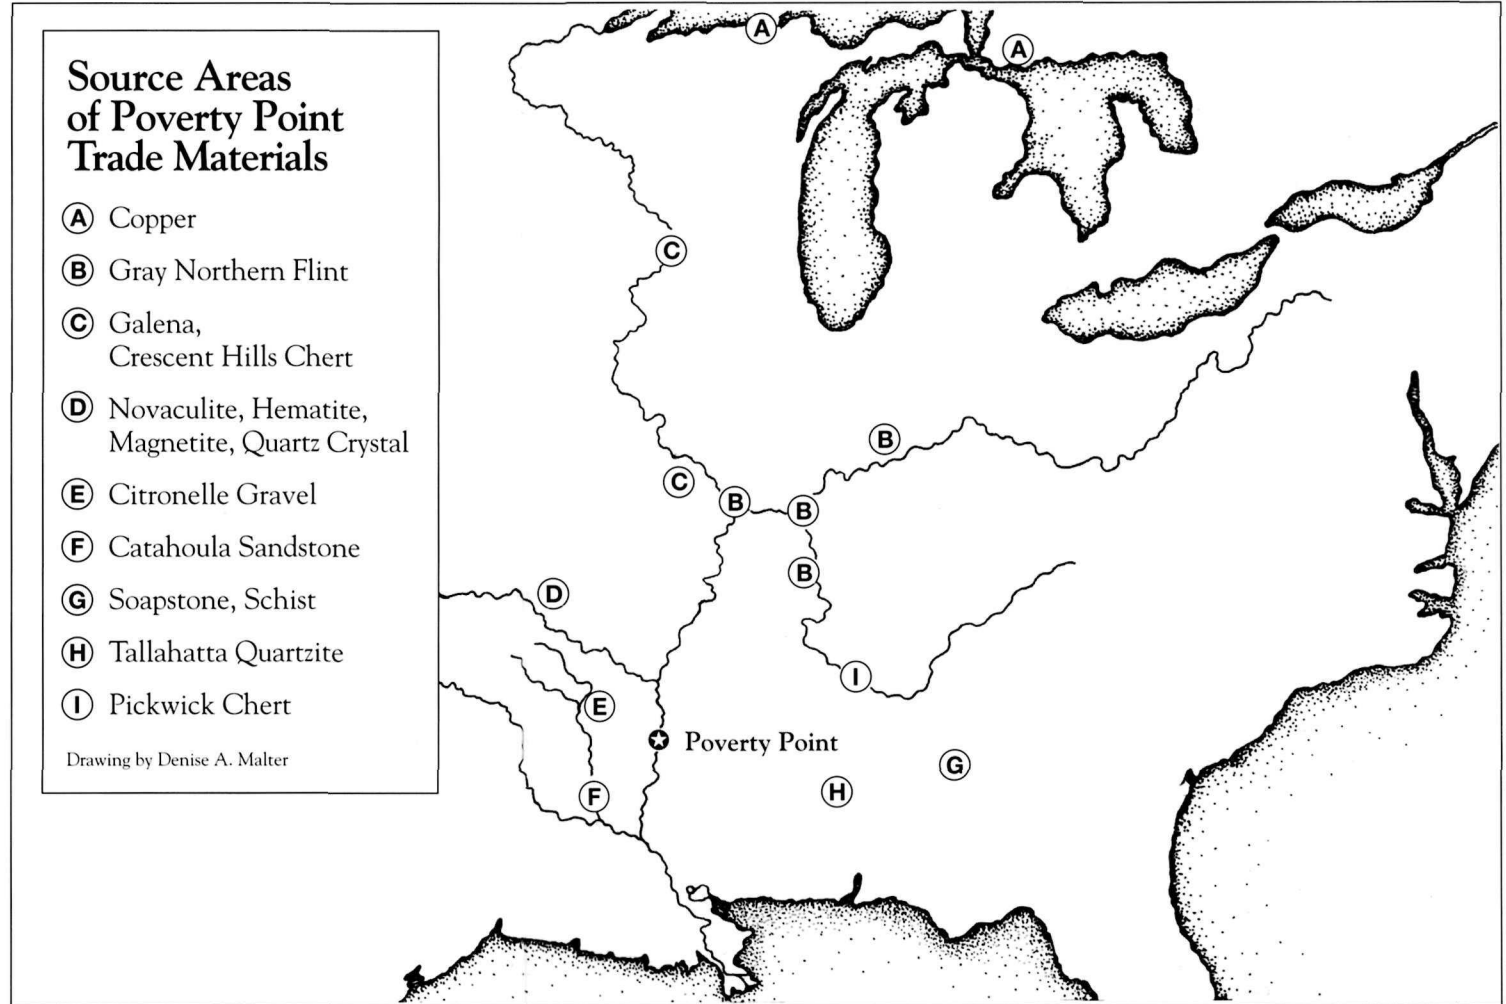 Source Areas
of Poverty Point
Trade Materials
A Copper
B Gray Northern Flint
C Galena,
Crescent Hills Chert
D Novaculite, Hematite,
Magnetite, Quartz Crystal
E Citronelle Gravel
F Catahoula Sandstone
G Soapstone, Schist
H Tallahatta Quartzite
I Pickwick Chert
Drawing by Denise A. Malter
A
A
C
B
C
B
B
B
D
I
E
Poverty Point
G
H
F